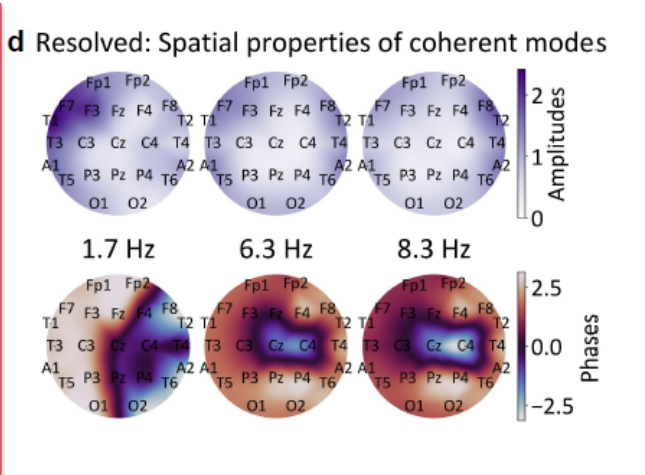 d Resolved: Spatial properties of coherent modes
Fp1 Fp2 Fp1 Fp2 Fp1 Fp2
F7 F3 Fz F4 F8 F7 F3 Fz F4 F8 F7 F3 Fz F4 F8
T1 T2 T1 T2 T1 T2
T3 C3 Cz C4 T4 T3 C3 Cz C4 T4 T3 C3 Cz C4 T4
A1 A2 A1 A2 A1 A2
T5 P3 Pz P4 T6 T5 P3 Pz P4 T6 T5 P3 Pz P4 T6
O1 O2 O1 O2 O1 O2
2
1
0
Amplitudes
1.7 Hz 6.3 Hz 8.3 Hz
Fp1 Fp2 Fp1 Fp2 Fp1 Fp2
F7 F3 Fz F4 F8 F7 F3 Fz F4 F8 F7 F3 Fz F4 F8
T1 T2 T1 T2 T1 T2
T3 C3 Cz C4 T4 T3 C3 Cz C4 T4 T3 C3 Cz C4 T4
A1 A2 A1 A2 A1 A2
T5 P3 Pz P4 T6 T5 P3 Pz P4 T6 T5 P3 Pz P4 T6
O1 O2 O1 O2 O1 O2
2.5
0.0
−2.5
Phases